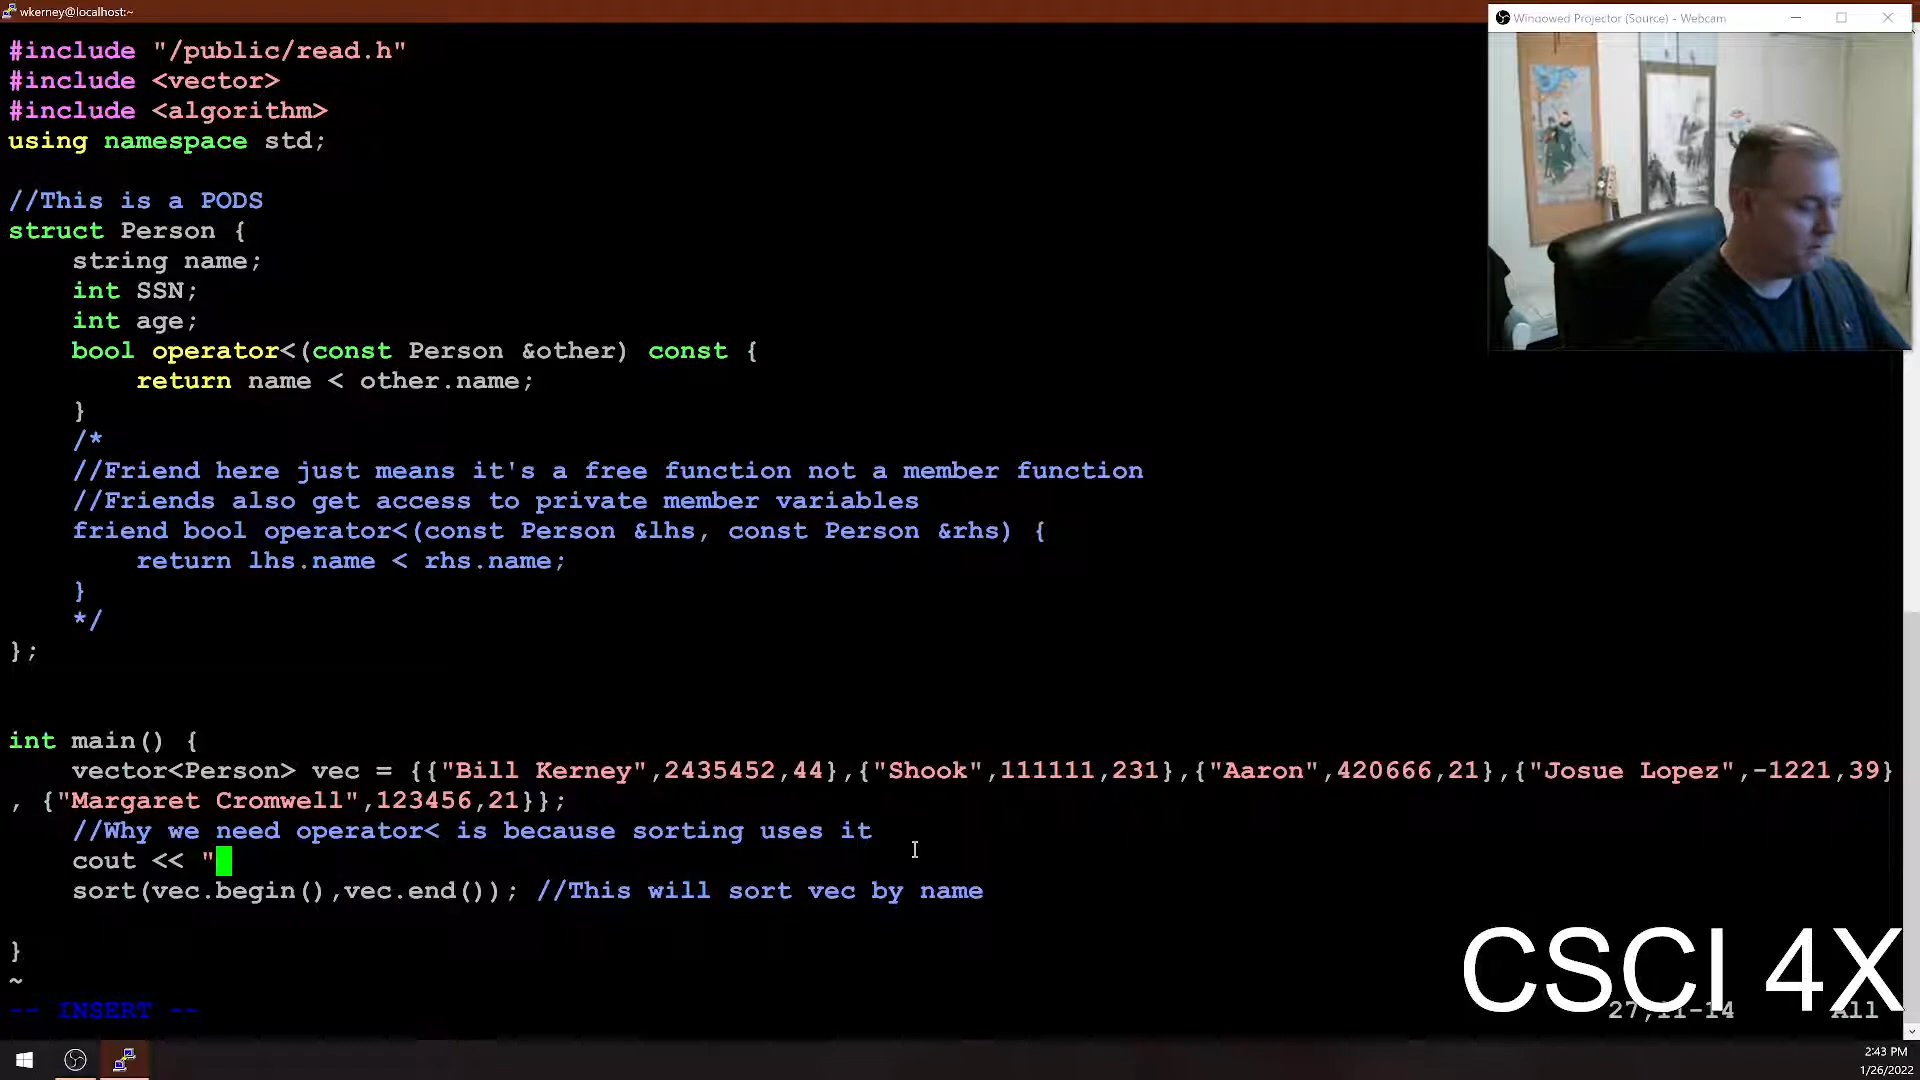 wkerney@localhost:~
Windowed Projector (Source) - Webcam
#include "/public/read.h"
#include <vector>
#include <algorithm>
using namespace std;
//This is a PODS
struct Person {
string name;
int SSN;
int age;
bool operator<(const Person &other) const {
return name < other.name;
}
/*
//Friend here just means it's a free function not a member function
//Friends also get access to private member variables
friend bool operator<(const Person &lhs, const Person &rhs) {
return lhs.name < rhs.name;
}
*/
};
int main() {
vector<Person> vec = {{"Bill Kerney",2435452,44},{"Shook",111111,231},{"Aaron",420666,21},{"Josue Lopez",-1221,39}
, {"Margaret Cromwell",123456,21}};
//Why we need operator< is because sorting uses it
cout << "
sort(vec.begin(),vec.end()); //This will sort vec by name
}
~
CSCI 4X
-- INSERT --
27,11-14
All
2:43 PM
1/26/2022